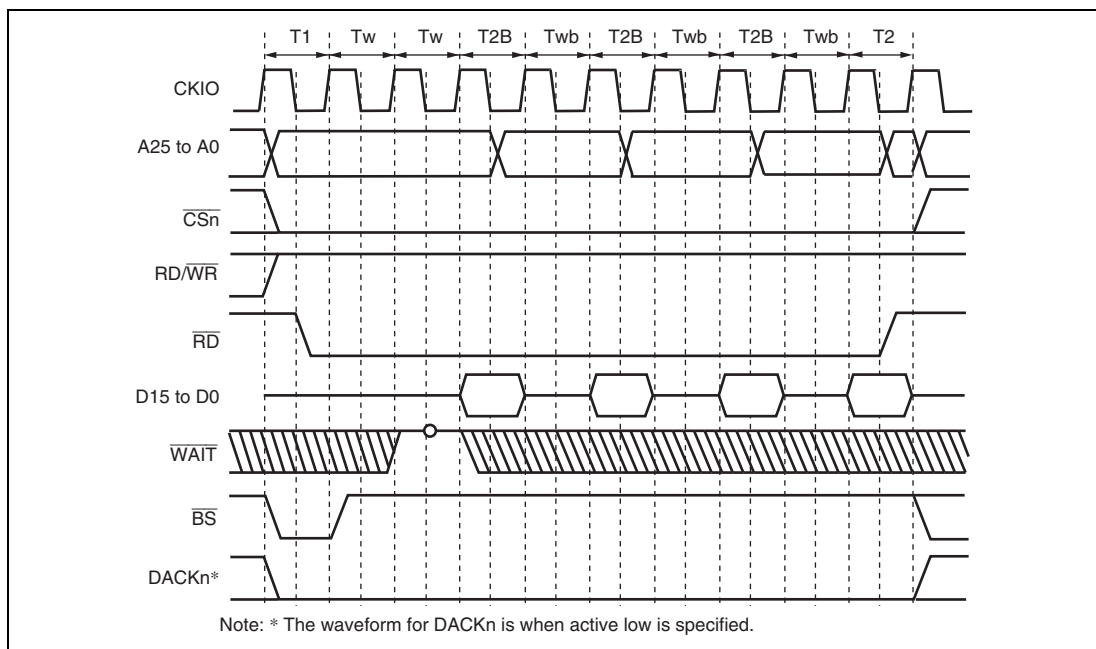 T1 Tw Tw T2B Twb T2B Twb T2B Twb T2
CKIO
A25 to A0
CSn
RD/WR
RD
D15 to D0
WAIT
BS
DACKn*
Note: * The waveform for DACKn is when active low is specified.